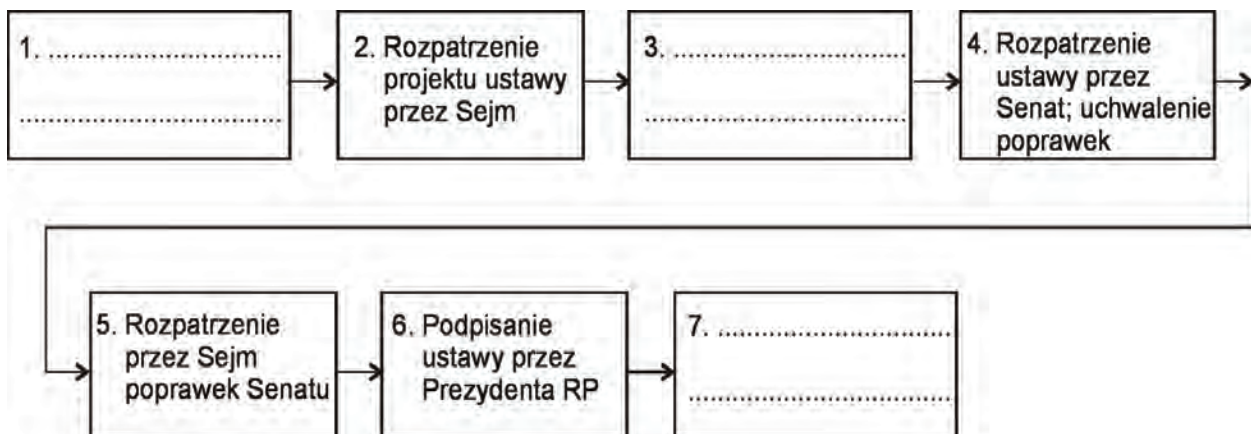 1. ....................................
........................................
2. Rozpatrzenie
projektu ustawy
przez Sejm
3. ....................................
........................................
4. Rozpatrzenie
ustawy przez
Senat; uchwalenie
poprawek
5. Rozpatrzenie
przez Sejm
poprawek Senatu
6. Podpisanie
ustawy przez
Prezydenta RP
7. ....................................
........................................